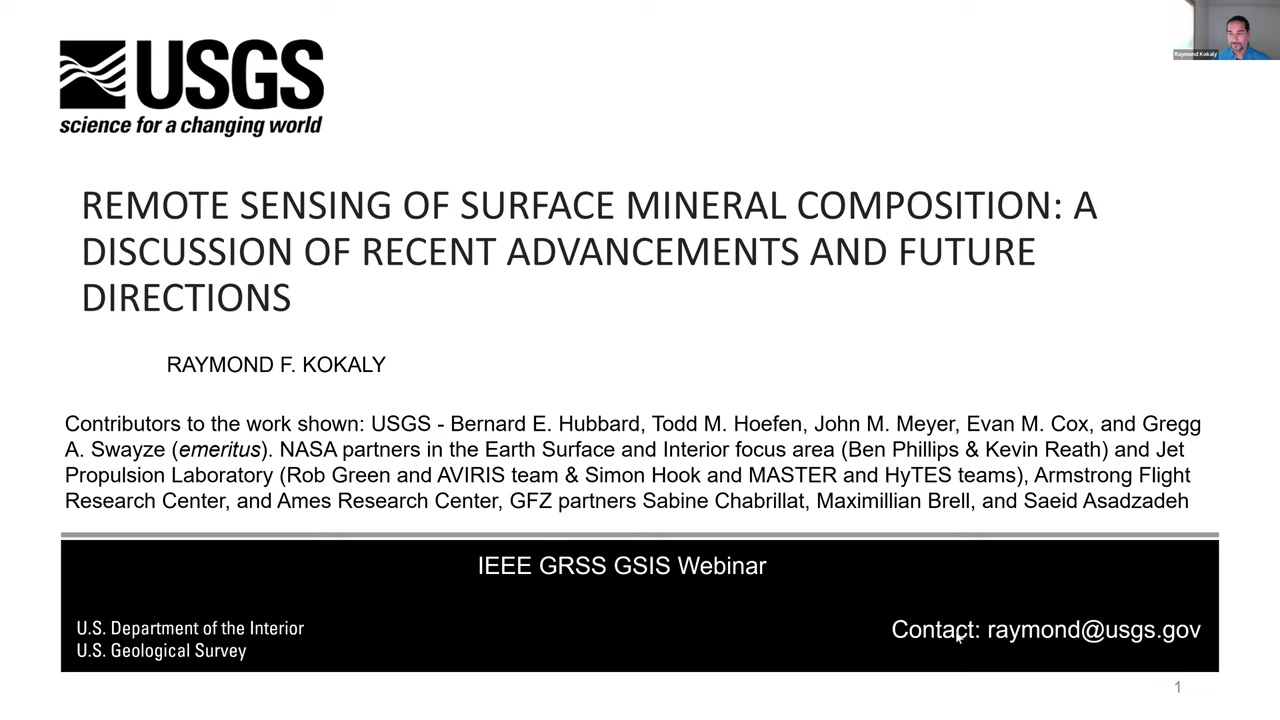 Raymond Kokaly
USGS
science for a changing world
REMOTE SENSING OF SURFACE MINERAL COMPOSITION: A
DISCUSSION OF RECENT ADVANCEMENTS AND FUTURE
DIRECTIONS
RAYMOND F. KOKALY
Contributors to the work shown: USGS - Bernard E. Hubbard, Todd M. Hoefen, John M. Meyer, Evan M. Cox, and Gregg
A. Swayze (emeritus). NASA partners in the Earth Surface and Interior focus area (Ben Phillips & Kevin Reath) and Jet
Propulsion Laboratory (Rob Green and AVIRIS team & Simon Hook and MASTER and HyTES teams), Armstrong Flight
Research Center, and Ames Research Center, GFZ partners Sabine Chabrillat, Maximillian Brell, and Saeid Asadzadeh
IEEE GRSS GSIS Webinar
U.S. Department of the Interior
U.S. Geological Survey
Contact: raymond@usgs.gov
1